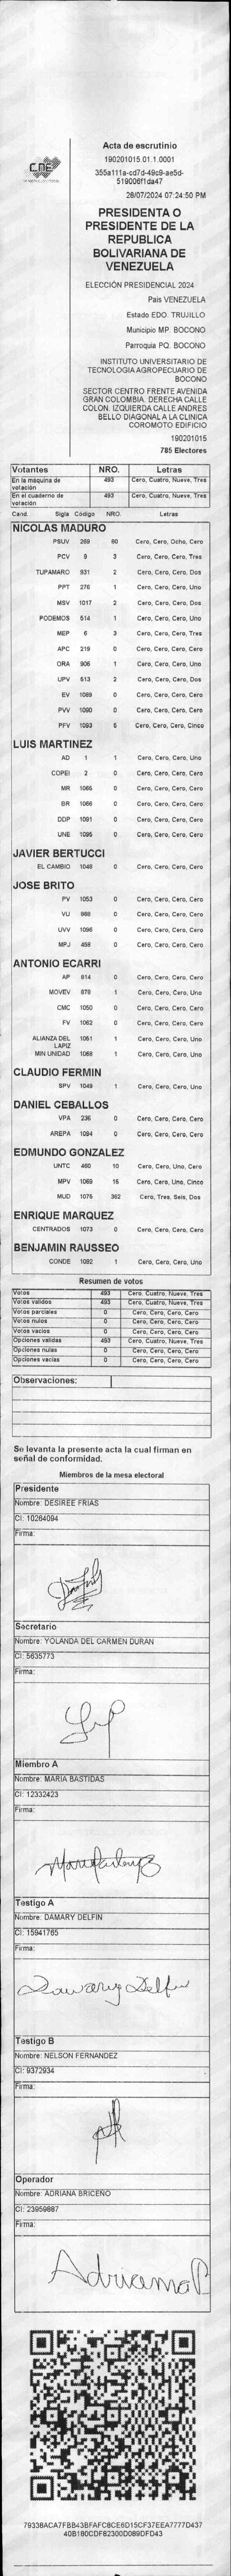 CNE
Acta de escrutinio
190201015.01.1.0001
355a111a-cd7d-49c9-ae5d-
519006f1da47
28/07/2024 07:24:50 PM
PRESIDENTA O
PRESIDENTE DE LA
REPUBLICA
BOLIVARIANA DE
VENEZUELA
ELECCIÓN PRESIDENCIAL 2024
Pais VENEZUELA
Estado EDO. TRUJILLO
Municipio MP. BOCONO
Parroquia PQ. BOCONO
INSTITUTO UNIVERSITARIO DE
TECNOLOGIA AGROPECUARIO DE
BOCONO
SECTOR CENTRO FRENTE AVENIDA
GRAN COLOMBIA. DERECHA CALLE
COLON. IZQUIERDA CALLE ANDRES
BELLO DIAGONAL A LA CLINICA
COROMOTO EDIFICIO
190201015
785 Electores
Votantes NRO. Letras
En la máquina de votación 493 Cero, Cuatro, Nueve, Tres
En el cuaderno de votación 493 Cero, Cuatro, Nueve, Tres
Cand. Sigla Código NRO. Letras
NICOLAS MADURO
PSUV 269 80 Cero, Cero, Ocho, Cero
PCV 9 3 Cero, Cero, Cero, Tres
TUPAMARO 931 2 Cero, Cero, Cero, Dos
PPT 276 1 Cero, Cero, Cero, Uno
MSV 1017 2 Cero, Cero, Cero, Dos
PODEMOS 514 1 Cero, Cero, Cero, Uno
MEP 6 3 Cero, Cero, Cero, Tres
APC 219 0 Cero, Cero, Cero, Cero
ORA 906 1 Cero, Cero, Cero, Uno
UPV 513 2 Cero, Cero, Cero, Dos
EV 1089 0 Cero, Cero, Cero, Cero
PVV 1090 0 Cero, Cero, Cero, Cero
PFV 1093 5 Cero, Cero, Cero, Cinco
LUIS MARTINEZ
AD 1 1 Cero, Cero, Cero, Uno
COPEI 2 0 Cero, Cero, Cero, Cero
MR 1065 0 Cero, Cero, Cero, Cero
BR 1066 0 Cero, Cero, Cero, Cero
DDP 1091 0 Cero, Cero, Cero, Cero
UNE 1095 0 Cero, Cero, Cero, Cero
JAVIER BERTUCCI
EL CAMBIO 1048 0 Cero, Cero, Cero, Cero
JOSE BRITO
PV 1053 0 Cero, Cero, Cero, Cero
VU 868 0 Cero, Cero, Cero, Cero
UVV 1096 0 Cero, Cero, Cero, Cero
MPJ 458 0 Cero, Cero, Cero, Cero
ANTONIO ECARRI
AP 814 0 Cero, Cero, Cero, Cero
MOVEV 878 1 Cero, Cero, Cero, Uno
CMC 1050 0 Cero, Cero, Cero, Cero
FV 1062 0 Cero, Cero, Cero, Cero
ALIANZA DEL LAPIZ 1051 1 Cero, Cero, Cero, Uno
MIN UNIDAD 1068 1 Cero, Cero, Cero, Uno
CLAUDIO FERMIN
SPV 1049 1 Cero, Cero, Cero, Uno
DANIEL CEBALLOS
VPA 236 0 Cero, Cero, Cero, Cero
AREPA 1094 0 Cero, Cero, Cero, Cero
EDMUNDO GONZALEZ
UNTC 460 10 Cero, Cero, Uno, Cero
MPV 1069 15 Cero, Cero, Uno, Cinco
MUD 1075 362 Cero, Tres, Seis, Dos
ENRIQUE MARQUEZ
CENTRADOS 1073 0 Cero, Cero, Cero, Cero
BENJAMIN RAUSSEO
CONDE 1092 1 Cero, Cero, Cero, Uno
Resumen de votos
Votos 493 Cero, Cuatro, Nueve, Tres
Votos validos 493 Cero, Cuatro, Nueve, Tres
Votos parciales 0 Cero, Cero, Cero, Cero
Votos nulos 0 Cero, Cero, Cero, Cero
Votos vacios 0 Cero, Cero, Cero, Cero
Opciones validas 493 Cero, Cuatro, Nueve, Tres
Opciones nulas 0 Cero, Cero, Cero, Cero
Opciones vacias 0 Cero, Cero, Cero, Cero
Observaciones:
Se levanta la presente acta la cual firman en
señal de conformidad.
Miembros de la mesa electoral
Presidente
Nombre: DESIREE FRIAS
CI: 10264094
Firma:
Secretario
Nombre: YOLANDA DEL CARMEN DURAN
CI: 5635773
Firma:
Miembro A
Nombre: MARIA BASTIDAS
CI: 12332423
Firma:
Testigo A
Nombre: DAMARY DELFIN
CI: 15941765
Firma:
Damary Delfin
Testigo B
Nombre: NELSON FERNANDEZ
CI: 9372934
Firma:
Operador
Nombre: ADRIANA BRICEÑO
CI: 23959887
Firma:
79338ACA7FBB43BFAFC8CE6D15CF37EEA7777D437
40B180CDF82300D089DFD43